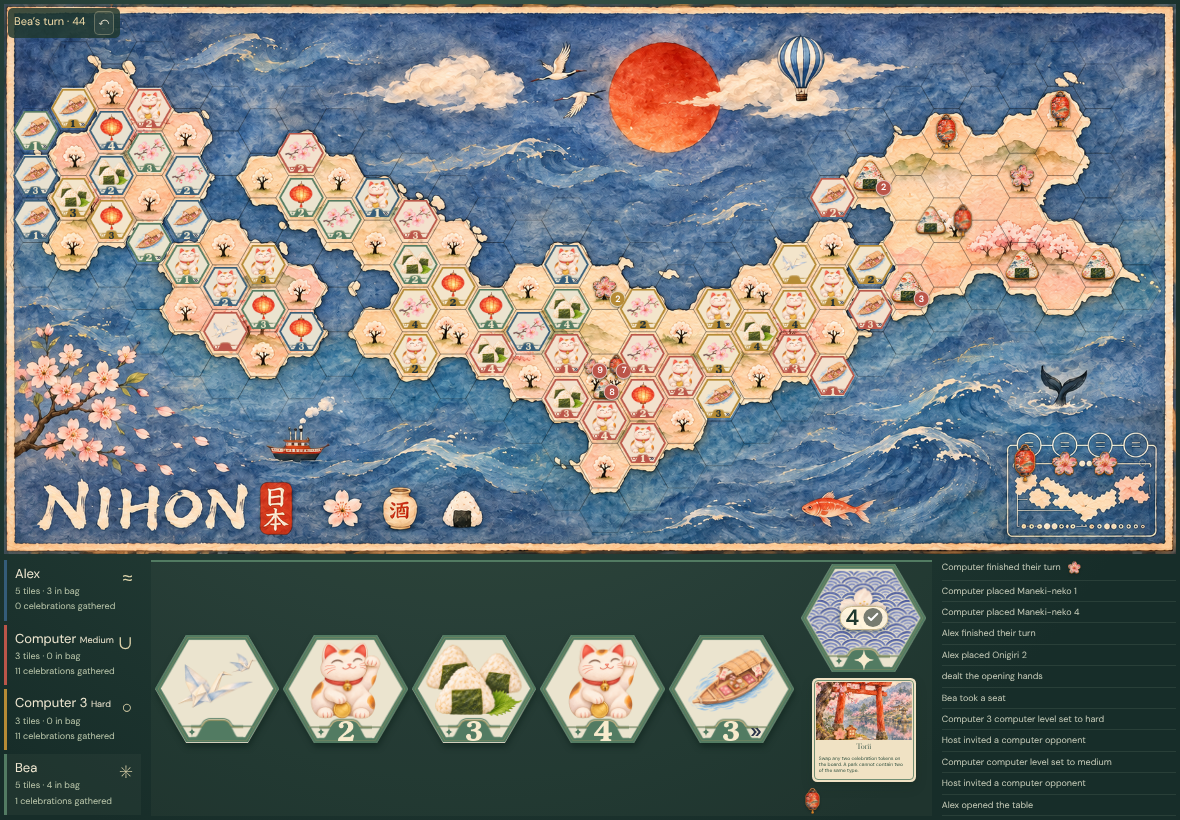 Bea's turn · 44
NIHON
日本
酒
Alex
5 tiles · 3 in bag
0 celebrations gathered
Computer Medium
3 tiles · 0 in bag
11 celebrations gathered
Computer 3 Hard
3 tiles · 0 in bag
11 celebrations gathered
Bea
5 tiles · 4 in bag
1 celebrations gathered
2
3
4
3 »
4
Torii
Swap any two celebration tokens on
the board. A park cannot contain two
of the same type.
Computer finished their turn
Computer placed Maneki-neko 1
Computer placed Maneki-neko 4
Alex finished their turn
Alex placed Onigiri 2
dealt the opening hands
Bea took a seat
Computer 3 computer level set to hard
Host invited a computer opponent
Computer computer level set to medium
Host invited a computer opponent
Alex opened the table